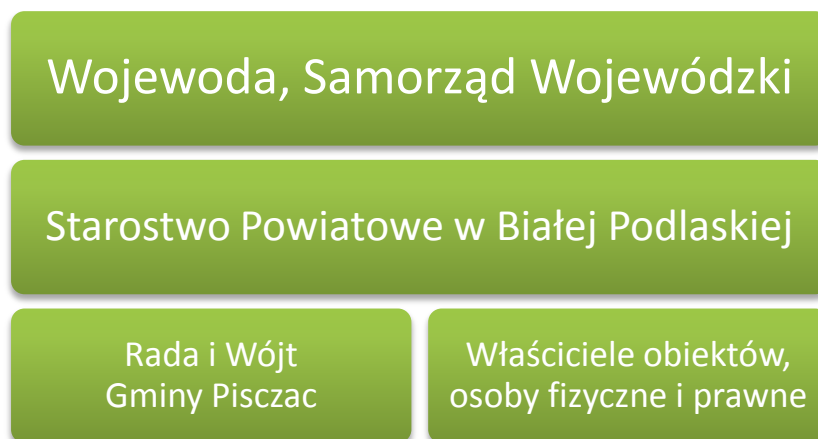 Wojewoda, Samorząd Wojewódzki
Starostwo Powiatowe w Białej Podlaskiej
Rada i Wójt
Gminy Pisczac
Właściciele obiektów,
osoby fizyczne i prawne